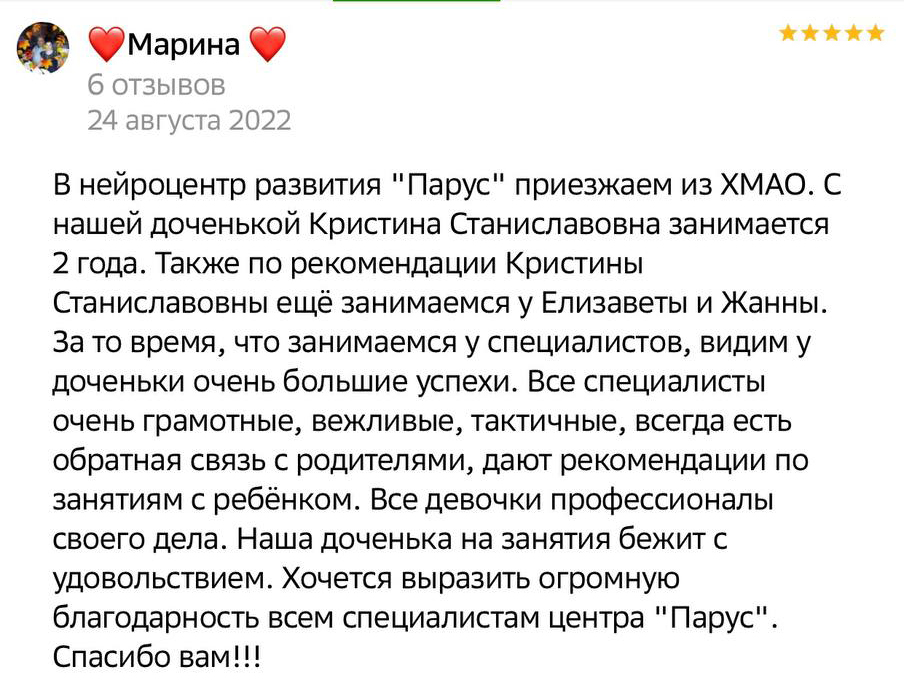 ❤️Марина ❤️
6 отзывов
24 августа 2022
В нейроцентр развития "Парус" приезжаем из ХМАО. С
нашей доченькой Кристина Станиславовна занимается
2 года. Также по рекомендации Кристины
Станиславовны ещё занимаемся у Елизаветы и Жанны.
За то время, что занимаемся у специалистов, видим у
доченьки очень большие успехи. Все специалисты
очень грамотные, вежливые, тактичные, всегда есть
обратная связь с родителями, дают рекомендации по
занятиям с ребёнком. Все девочки профессионалы
своего дела. Наша доченька на занятия бежит с
удовольствием. Хочется выразить огромную
благодарность всем специалистам центра "Парус".
Спасибо вам!!!